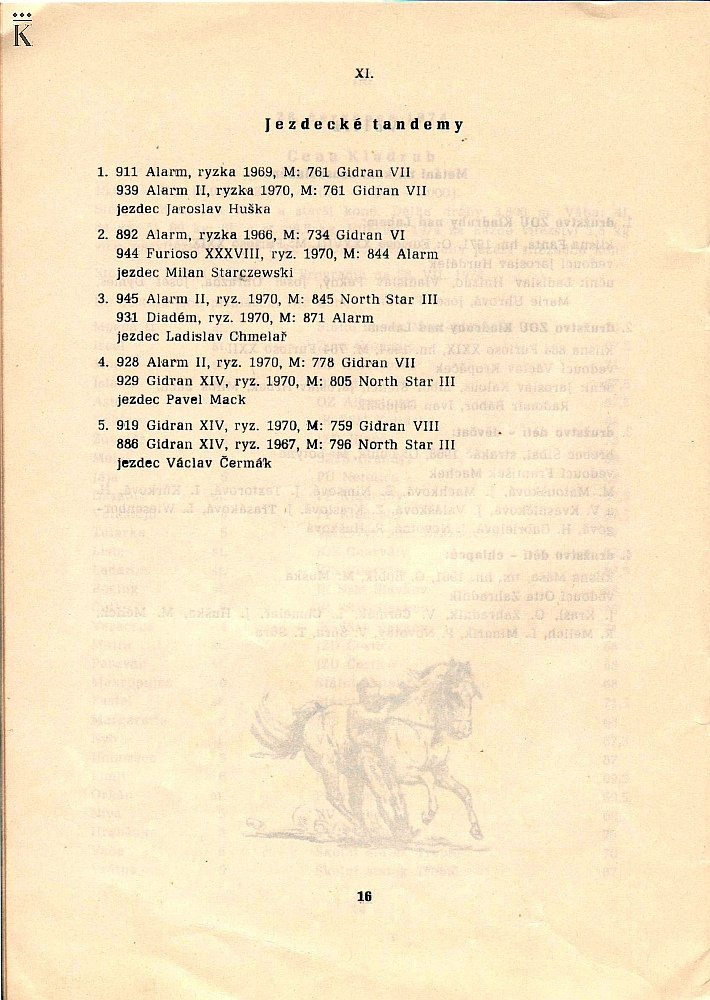 K
XI.
Jezdecké tandemy
1. 911 Alarm, ryzka 1969, M: 761 Gidran VII
939 Alarm II, ryzka 1970, M: 761 Gidran VII
jezdec Jaroslav Huška
2. 892 Alarm, ryzka 1966, M: 734 Gidran VI
944 Furioso XXXVIII, ryz. 1970, M: 844 Alarm
jezdec Milan Starczewski
3. 945 Alarm II, ryz. 1970, M: 845 North Star III
931 Diadém, ryz. 1970, M: 871 Alarm
jezdec Ladislav Chmelař
4. 928 Alarm II, ryz. 1970, M: 778 Gidran VII
929 Gidran XIV, ryz. 1970, M: 805 North Star III
jezdec Pavel Mack
5. 919 Gidran XIV, ryz. 1970, M: 759 Gidran VIII
886 Gidran XIV, ryz. 1967, M: 796 North Star III
jezdec Václav Čermák
16